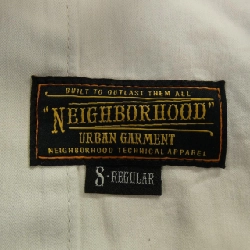 BUILT TO OUTLAST THEM ALL
"NEIGHBORHOOD"
URBAN GARMENT
NEIGHBORHOOD TECHNICAL APPAREL
S-REGULAR